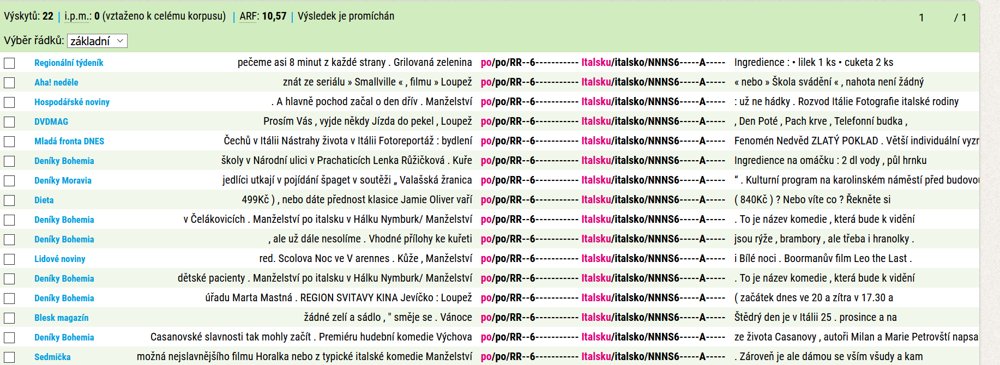 Výskytů: 22 | i.p.m.: 0 (vztaženo k celému korpusu) | ARF: 10,57 | Výsledek je promíchán 1 / 1
Výběr řádků: základní
Regionální týdeník pečeme asi 8 minut z každé strany . Grilovaná zelenina po/po/RR--6----------- Italsku/italsko/NNNS6-----A----- Ingredience : • lilek 1 ks • cuketa 2 ks
Aha! neděle znát ze seriálu » Smallville « , filmu » Loupež po/po/RR--6----------- Italsku/italsko/NNNS6-----A----- « nebo » Škola svádění « , nahota není žádný
Hospodářské noviny . A hlavně pochod začal o den dřív . Manželství po/po/RR--6----------- Italsku/italsko/NNNS6-----A----- : už ne hádky . Rozvod Itálie Fotografie italské rodiny
DVDMAG Prosím Vás , vyjde někdy Jízda do pekel , Loupež po/po/RR--6----------- Italsku/italsko/NNNS6-----A----- , Den Poté , Pach krve , Telefonní budka ,
Mladá fronta DNES Čechů v Itálii Nástrahy života v Itálii Fotoreportáž : bydlení po/po/RR--6----------- Italsku/italsko/NNNS6-----A----- Fenomén Nedvěd ZLATÝ POKLAD . Větší individuální vyzn
Deníky Bohemia školy v Národní ulici v Prachaticích Lenka Růžičková . Kuře po/po/RR--6----------- Italsku/italsko/NNNS6-----A----- Ingredience na omáčku : 2 dl vody , půl hrnku
Deníky Moravia jedlíci utkají v pojídání špaget v soutěži „ Valašská žranica po/po/RR--6----------- Italsku/italsko/NNNS6-----A----- “ . Kulturní program na karolinském náměstí před budovou
Dieta 499Kč ) , nebo dáte přednost klasice Jamie Oliver vaří po/po/RR--6----------- Italsku/italsko/NNNS6-----A----- ( 840Kč ) ? Nebo víte co ? Řekněte si
Deníky Bohemia v Čelákovicích . Manželství po italsku v Hálku Nymburk/ Manželství po/po/RR--6----------- Italsku/italsko/NNNS6-----A----- . To je název komedie , která bude k vidění
Deníky Bohemia , ale už dále nesolíme . Vhodné přílohy ke kuřeti po/po/RR--6----------- Italsku/italsko/NNNS6-----A----- jsou rýže , brambory , ale třeba i hranolky .
Lidové noviny red. Scolova Noc ve V arennes . Kůže , Manželství po/po/RR--6----------- Italsku/italsko/NNNS6-----A----- i Bílé noci . Boormanův film Leo the Last .
Deníky Bohemia dětské pacienty . Manželství po italsku v Hálku Nymburk/ Manželství po/po/RR--6----------- Italsku/italsko/NNNS6-----A----- . To je název komedie , která bude k vidění
Deníky Bohemia úřadu Marta Mastná . REGION SVITAVY KINA Jevíčko : Loupež po/po/RR--6----------- Italsku/italsko/NNNS6-----A----- ( začátek dnes ve 20 a zítra v 17.30 a
Blesk magazín žádné zelí a sádlo , " směje se . Vánoce po/po/RR--6----------- Italsku/italsko/NNNS6-----A----- Štědrý den je v Itálii 25 . prosince a na
Deníky Bohemia Casanovské slavnosti tak mohly začít . Premiéru hudební komedie Výchova po/po/RR--6----------- Italsku/italsko/NNNS6-----A----- ze života Casanovy , autoři Milan a Marie Petrovští napsa
Sedmička možná nejslavnějšího filmu Horalka nebo z typické italské komedie Manželství po/po/RR--6----------- Italsku/italsko/NNNS6-----A----- . Zároveň je ale dámou se vším všudy a kam